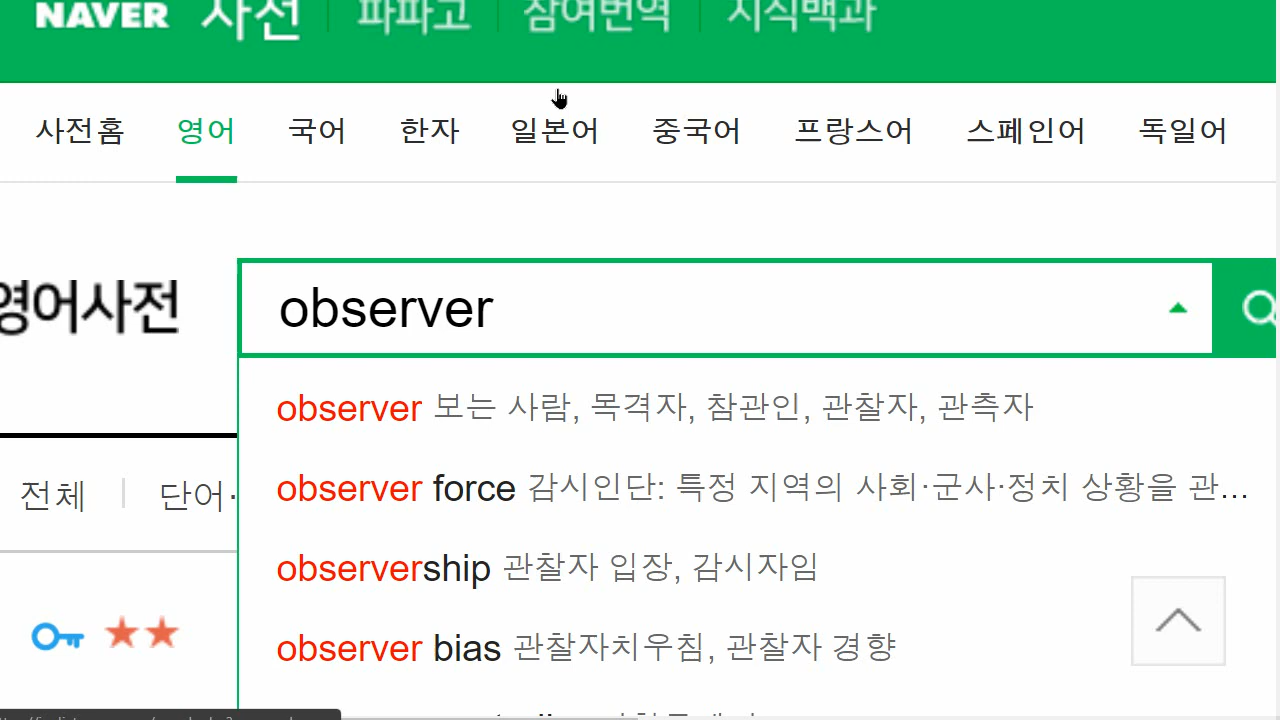 NAVER 사전 파파고 참여번역 지식백과
사전홈 영어 국어 한자 일본어 중국어 프랑스어 스페인어 독일어
영어사전 observer
observer 보는 사람, 목격자, 참관인, 관찰자, 관측자
observer force 감시인단: 특정 지역의 사회·군사·정치 상황을 관...
observership 관찰자 입장, 감시자임
observer bias 관찰자치우침, 관찰자 경향
전체 단어·